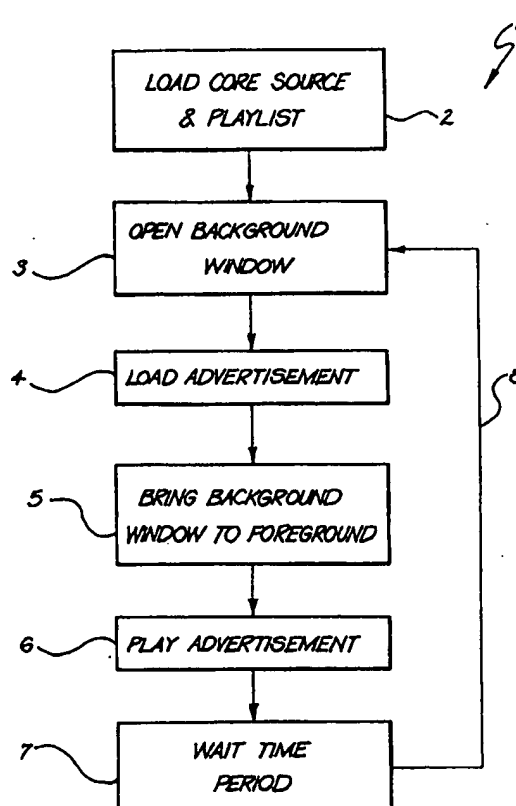 LOAD CORE SOURCE
& PLAYLIST
2
OPEN BACKGROUND
WINDOW
3
4
LOAD ADVERTISEMENT
8
5
BRING BACKGROUND
WINDOW TO FOREGROUND
6
PLAY ADVERTISEMENT
7
WAIT TIME
PERIOD